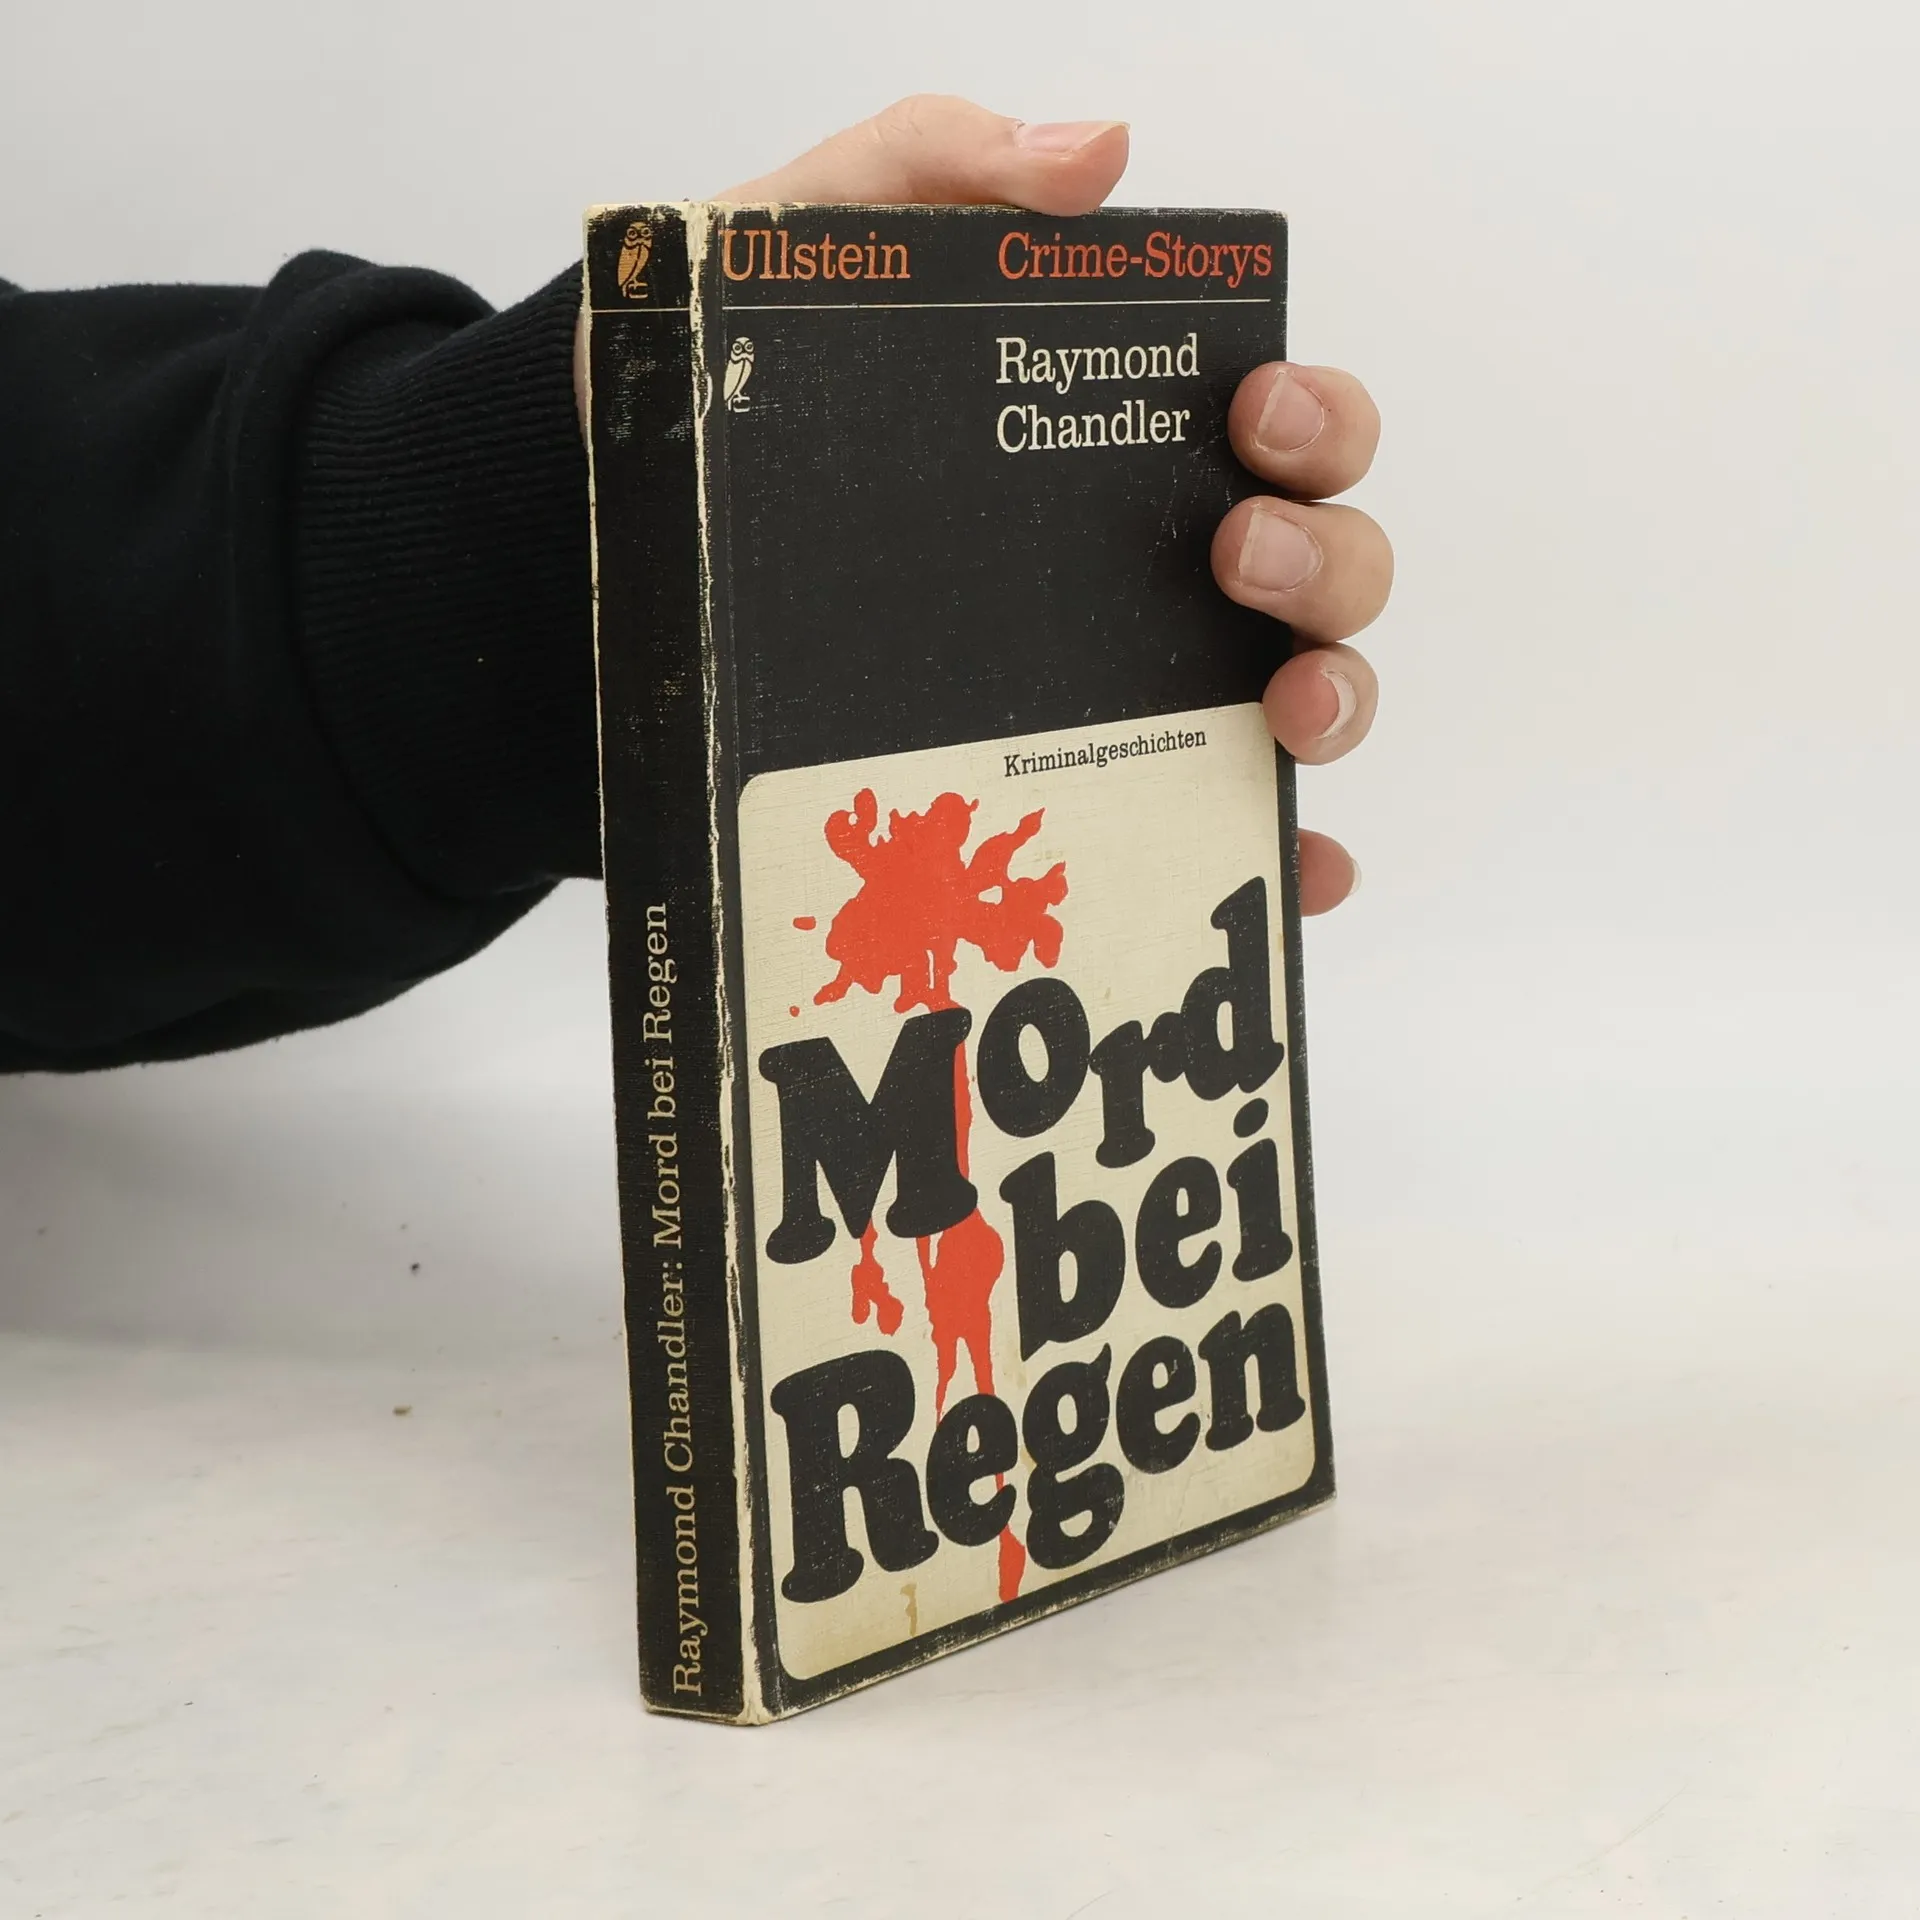 Ullstein Crime-Storys
Raymond
Chandler
Kriminalgeschichten
Mord
bei
Regen
Raymond Chandler: Mord bei Regen